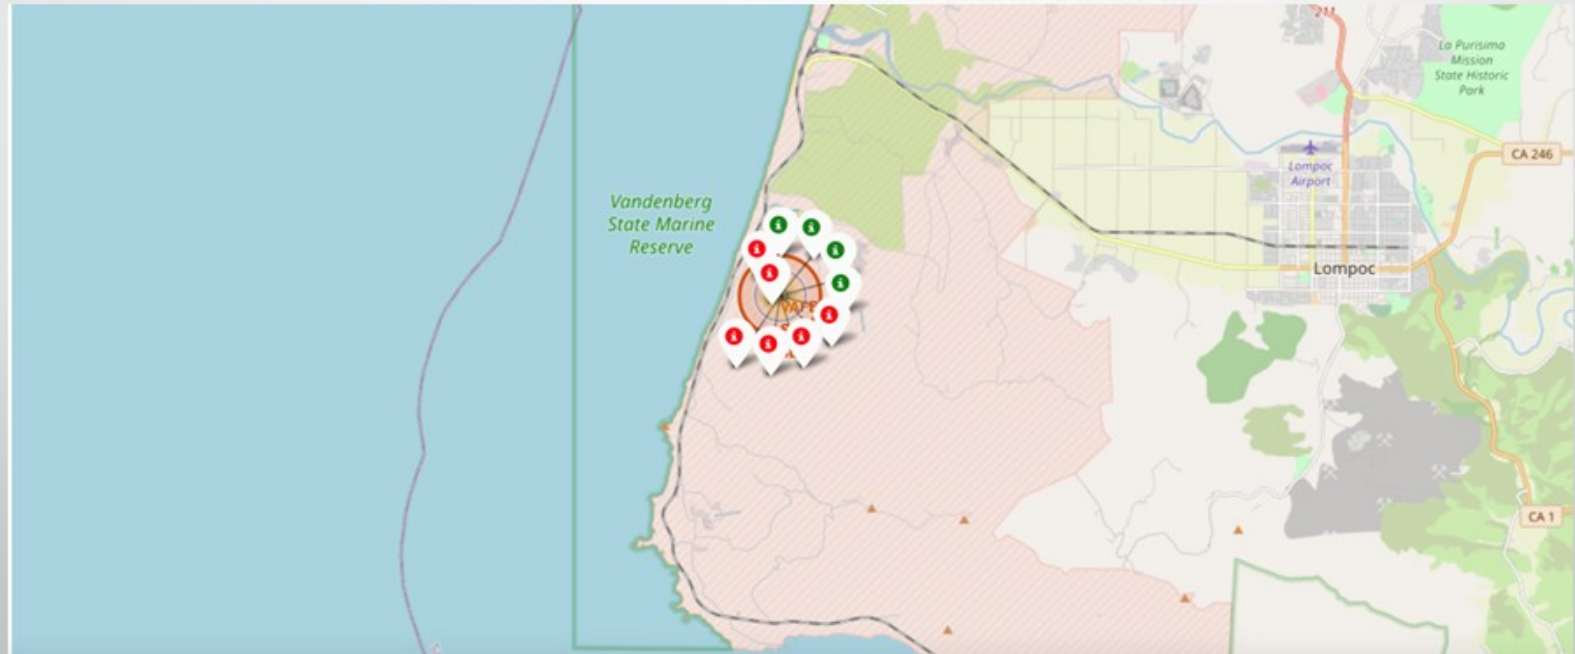 211
La Purisima
Mission
State Historic
Park
CA 246
Lompoc
Airport
Vandenberg
State Marine
Reserve
Lompoc
CA 1